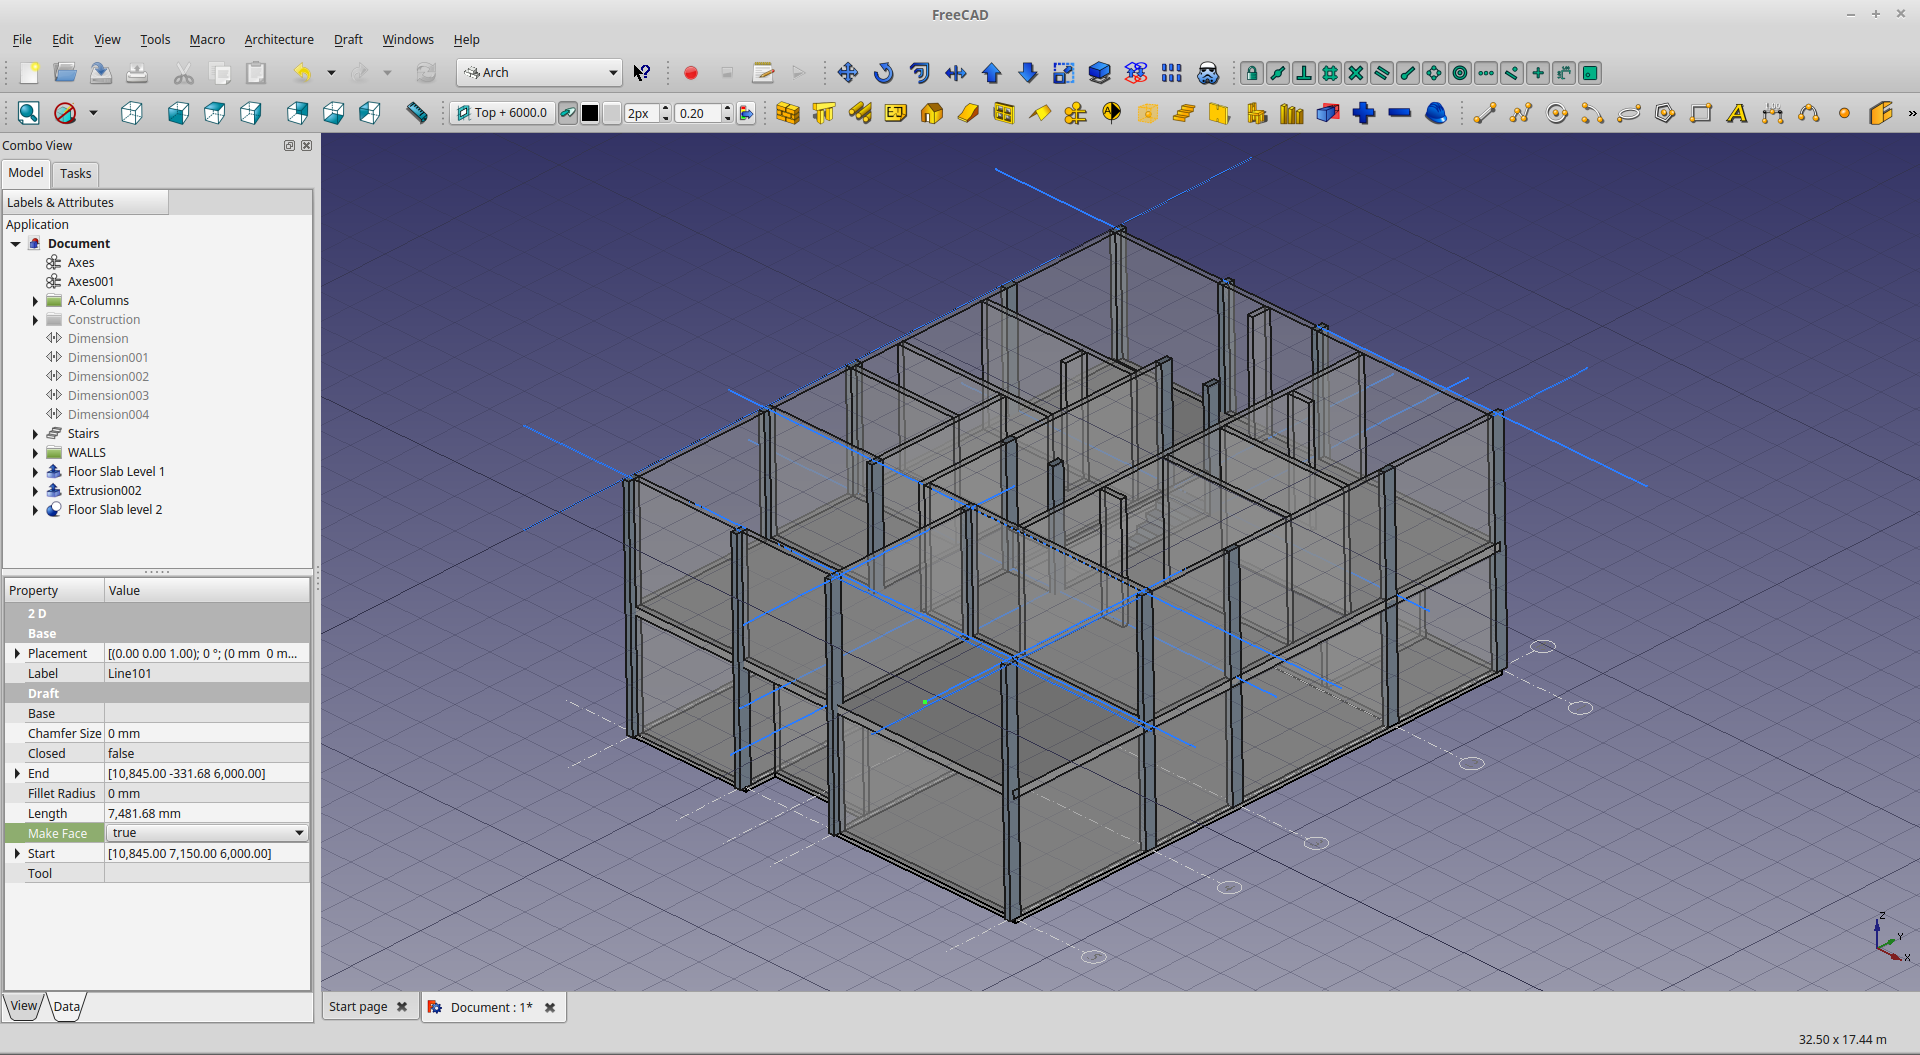 FreeCAD
File Edit View Tools Macro Architecture Draft Windows Help
Arch
Top + 6000.0 2px 0.20 »
Combo View
Model Tasks
Labels & Attributes
Application
Document
Axes
Axes001
A-Columns
Construction
Dimension
Dimension001
Dimension002
Dimension003
Dimension004
Stairs
WALLS
Floor Slab Level 1
Extrusion002
Floor Slab level 2
Property Value
2 D
Base
Placement [(0.00 0.00 1.00); 0 °; (0 mm 0 m...
Label Line101
Draft
Base
Chamfer Size 0 mm
Closed false
End [10,845.00 -331.68 6,000.00]
Fillet Radius 0 mm
Length 7,481.68 mm
Make Face true
Start [10,845.00 7,150.00 6,000.00]
Tool
View Data
Start page Document : 1*
Z
Y
X
32.50 x 17.44 m